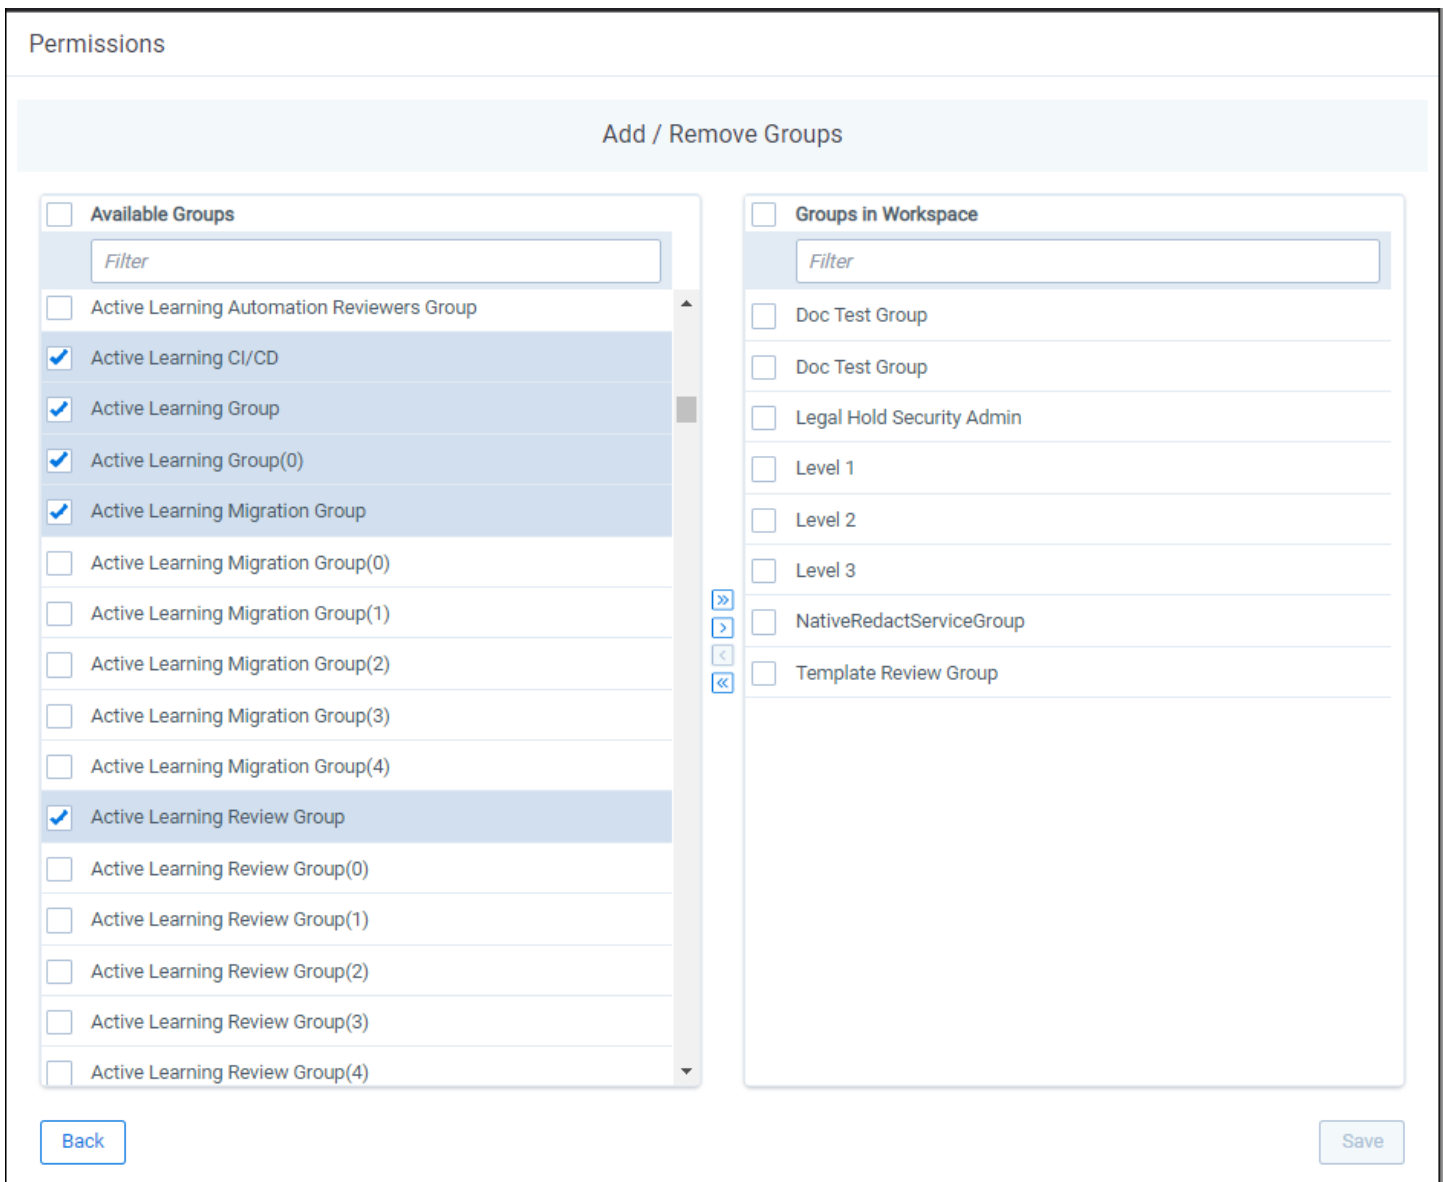 Permissions
Add / Remove Groups
Available Groups
Filter
Active Learning Automation Reviewers Group
Active Learning CI/CD
Active Learning Group
Active Learning Group(0)
Active Learning Migration Group
Active Learning Migration Group(0)
Active Learning Migration Group(1)
Active Learning Migration Group(2)
Active Learning Migration Group(3)
Active Learning Migration Group(4)
Active Learning Review Group
Active Learning Review Group(0)
Active Learning Review Group(1)
Active Learning Review Group(2)
Active Learning Review Group(3)
Active Learning Review Group(4)
Groups in Workspace
Filter
Doc Test Group
Doc Test Group
Legal Hold Security Admin
Level 1
Level 2
Level 3
NativeRedactServiceGroup
Template Review Group
Back
Save